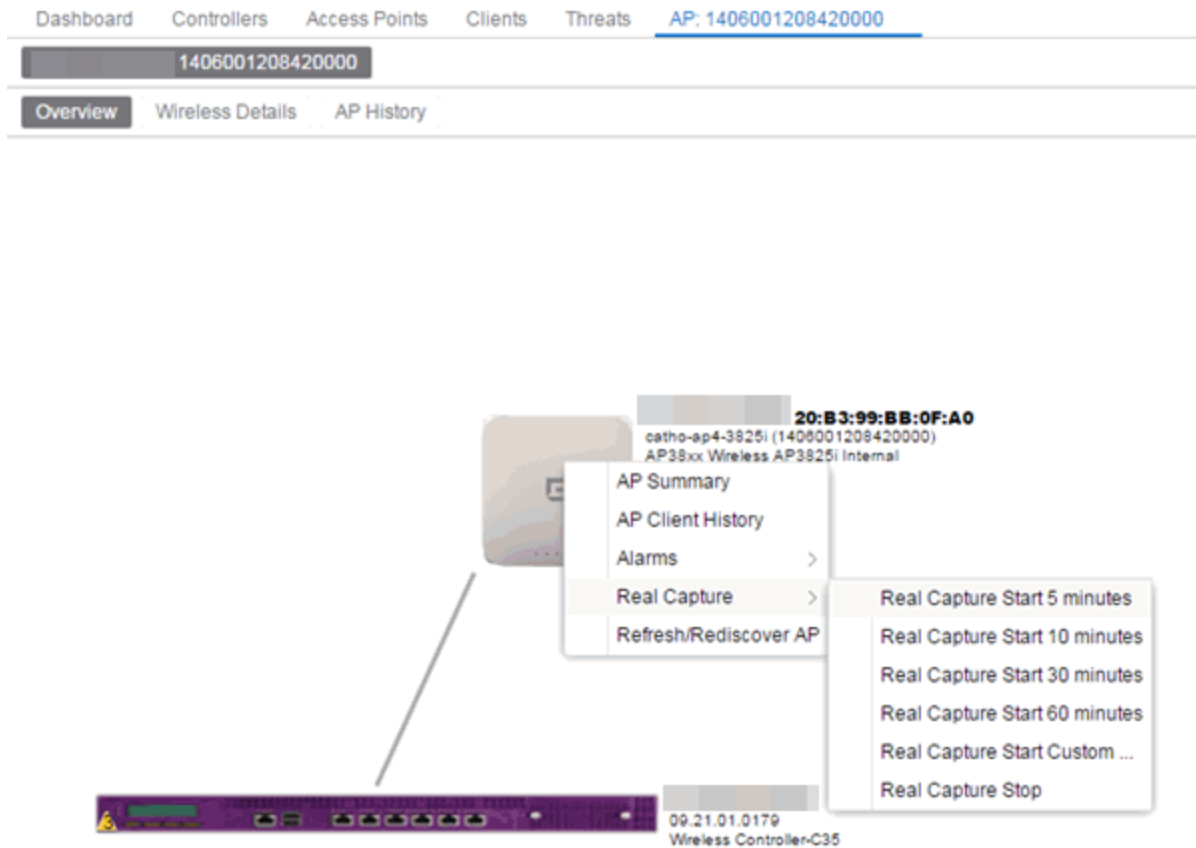 Dashboard Controllers Access Points Clients Threats AP: 1406001208420000
1406001208420000
Overview Wireless Details AP History
20:B3:99:BB:0F:A0
catho-ap4-3825i (1406001208420000)
AP38xx Wireless AP3825i Internal
AP Summary
AP Client History
Alarms
Real Capture
Refresh/Rediscover AP
Real Capture Start 5 minutes
Real Capture Start 10 minutes
Real Capture Start 30 minutes
Real Capture Start 60 minutes
Real Capture Start Custom ...
Real Capture Stop
3
09.21.01.0179
Wireless Controller-C35